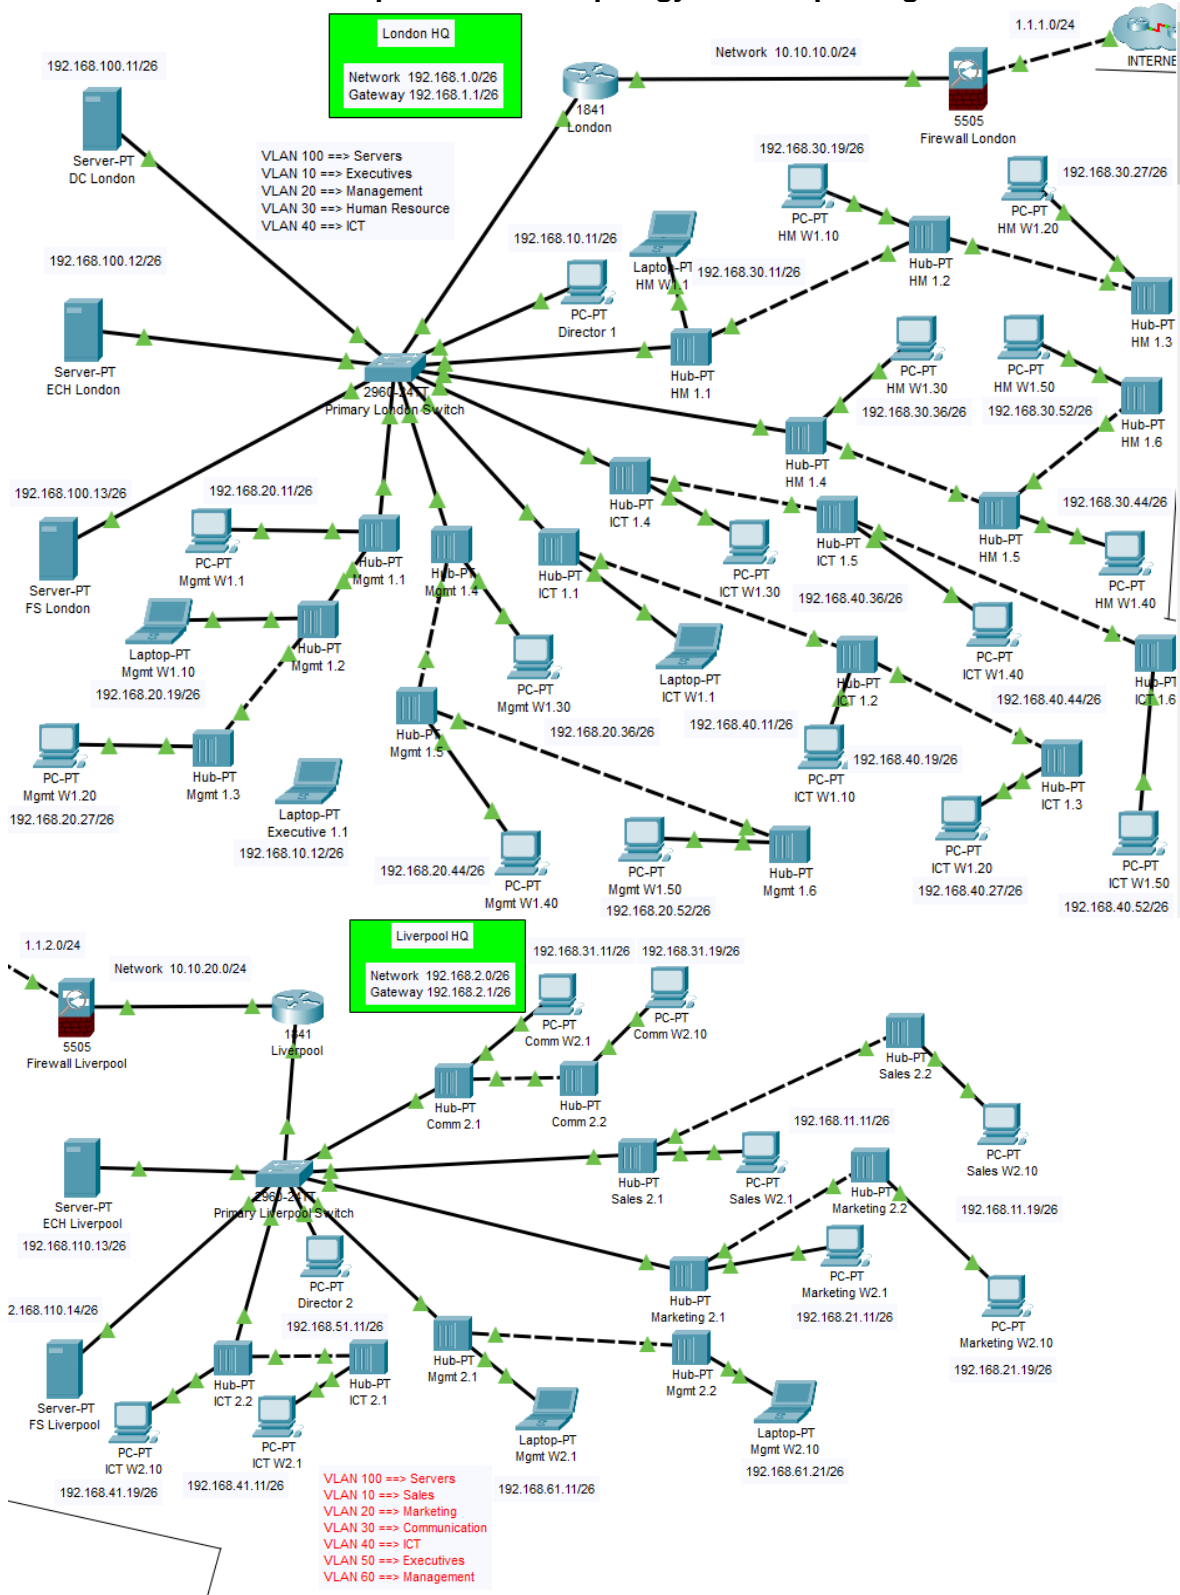 London HQ
Network 192.168.1.0/26
Gateway 192.168.1.1/26
192.168.100.11/26
Server-PT
DC London
VLAN 100 ==> Servers
VLAN 10 ==> Executives
VLAN 20 ==> Management
VLAN 30 ==> Human Resource
VLAN 40 ==> ICT
1841
London
Network 10.10.10.0/24
5505
Firewall London
1.1.1.0/24
INTERNE
192.168.30.19/26
PC-PT
HM W1.10
192.168.30.27/26
PC-PT
HM W1.20
192.168.10.11/26
PC-PT
Director 1
Laptop-PT
HM W1.1
192.168.30.11/26
Hub-PT
HM 1.2
Hub-PT
HM 1.3
192.168.100.12/26
Server-PT
ECH London
2960-24TT
Primary London Switch
Hub-PT
HM 1.1
PC-PT
HM W1.30
192.168.30.36/26
PC-PT
HM W1.50
192.168.30.52/26
Hub-PT
HM 1.6
Hub-PT
HM 1.4
192.168.30.44/26
Hub-PT
HM 1.5
PC-PT
HM W1.40
192.168.100.13/26
Server-PT
FS London
192.168.20.11/26
PC-PT
Mgmt W1.1
Hub-PT
Mgmt 1.1
Hub-PT
Mgmt 1.4
Hub-PT
ICT 1.1
Hub-PT
ICT 1.4
PC-PT
ICT W1.30
192.168.40.36/26
Hub-PT
ICT 1.5
Laptop-PT
Mgmt W1.10
192.168.20.19/26
Hub-PT
Mgmt 1.2
PC-PT
Mgmt W1.30
192.168.20.36/26
Laptop-PT
ICT W1.1
192.168.40.11/26
Hub-PT
ICT 1.2
PC-PT
ICT W1.40
192.168.40.44/26
Hub-PT
ICT 1.6
PC-PT
Mgmt W1.20
192.168.20.27/26
Hub-PT
Mgmt 1.3
Laptop-PT
Executive 1.1
192.168.10.12/26
Hub-PT
Mgmt 1.5
PC-PT
ICT W1.10
192.168.40.19/26
Hub-PT
ICT 1.3
192.168.20.44/26
PC-PT
Mgmt W1.40
PC-PT
Mgmt W1.50
192.168.20.52/26
Hub-PT
Mgmt 1.6
PC-PT
ICT W1.20
192.168.40.27/26
PC-PT
ICT W1.50
192.168.40.52/26
1.1.2.0/24
Network 10.10.20.0/24
5505
Firewall Liverpool
1841
Liverpool
Liverpool HQ
Network 192.168.2.0/26
Gateway 192.168.2.1/26
192.168.31.11/26
PC-PT
Comm W2.1
192.168.31.19/26
PC-PT
Comm W2.10
Hub-PT
Comm 2.1
Hub-PT
Comm 2.2
Hub-PT
Sales 2.2
192.168.11.11/26
PC-PT
Sales W2.10
192.168.11.19/26
Server-PT
ECH Liverpool
192.168.110.13/26
2960-24TT
Primary Liverpool Switch
Hub-PT
Sales 2.1
PC-PT
Sales W2.1
Hub-PT
Marketing 2.2
PC-PT
Director 2
192.168.51.11/26
Hub-PT
Marketing 2.1
PC-PT
Marketing W2.1
192.168.21.11/26
PC-PT
Marketing W2.10
192.168.21.19/26
2.168.110.14/26
Server-PT
FS Liverpool
Hub-PT
ICT 2.2
Hub-PT
ICT 2.1
Hub-PT
Mgmt 2.1
Hub-PT
Mgmt 2.2
PC-PT
ICT W2.10
192.168.41.19/26
PC-PT
ICT W2.1
192.168.41.11/26
Laptop-PT
Mgmt W2.1
192.168.61.11/26
Laptop-PT
Mgmt W2.10
192.168.61.21/26
VLAN 100 ==> Servers
VLAN 10 ==> Sales
VLAN 20 ==> Marketing
VLAN 30 ==> Communication
VLAN 40 ==> ICT
VLAN 50 ==> Executives
VLAN 60 ==> Management